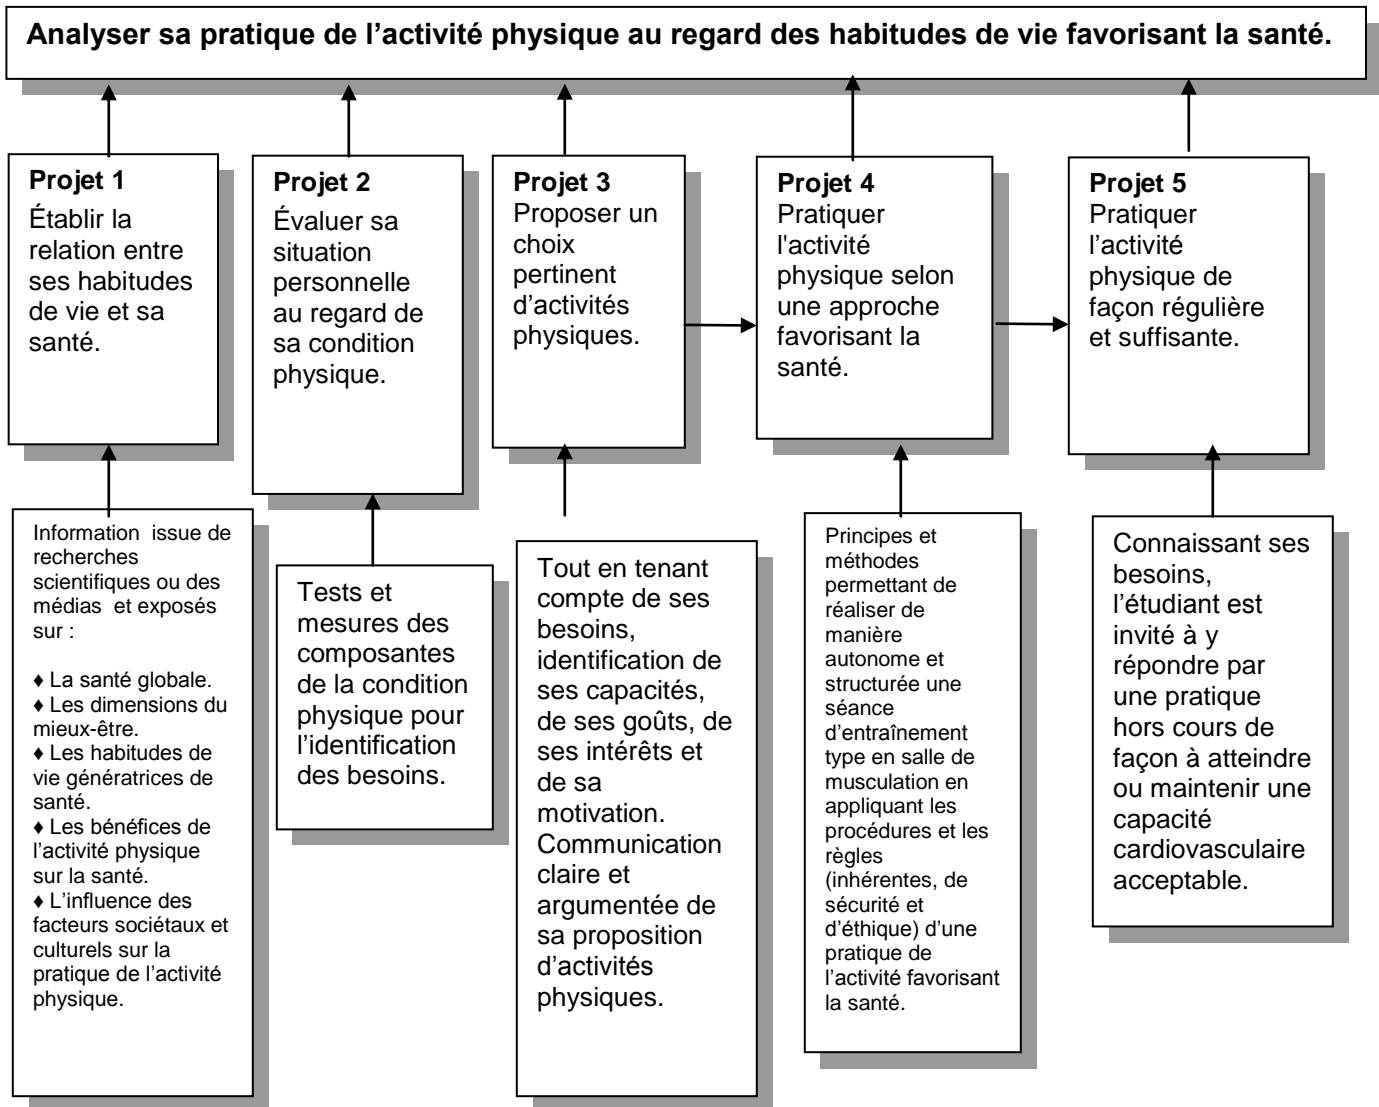 Analyser sa pratique de l’activité physique au regard des habitudes de vie favorisant la santé.
Projet 1
Établir la
relation entre
ses habitudes
de vie et sa
santé.
Projet 2
Évaluer sa
situation
personnelle
au regard de
sa condition
physique.
Projet 3
Proposer un
choix
pertinent
d’activités
physiques.
Projet 4
Pratiquer
l'activité
physique selon
une approche
favorisant la
santé.
Projet 5
Pratiquer
l’activité
physique de
façon régulière
et suffisante.
Information issue de
recherches
scientifiques ou des
médias et exposés
sur :
♦ La santé globale.
♦ Les dimensions du
mieux-être.
♦ Les habitudes de
vie génératrices de
santé.
♦ Les bénéfices de
l’activité physique
sur la santé.
♦ L’influence des
facteurs sociétaux et
culturels sur la
pratique de l’activité
physique.
Tests et
mesures des
composantes
de la condition
physique pour
l’identification
des besoins.
Tout en tenant
compte de ses
besoins,
identification de
ses capacités,
de ses goûts, de
ses intérêts et
de sa
motivation.
Communication
claire et
argumentée de
sa proposition
d’activités
physiques.
Principes et
méthodes
permettant de
réaliser de
manière
autonome et
structurée une
séance
d’entraînement
type en salle de
musculation en
appliquant les
procédures et les
règles
(inhérentes, de
sécurité et
d’éthique) d’une
pratique de
l’activité favorisant
la santé.
Connaissant ses
besoins,
l’étudiant est
invité à y
répondre par
une pratique
hors cours de
façon à atteindre
ou maintenir une
capacité
cardiovasculaire
acceptable.